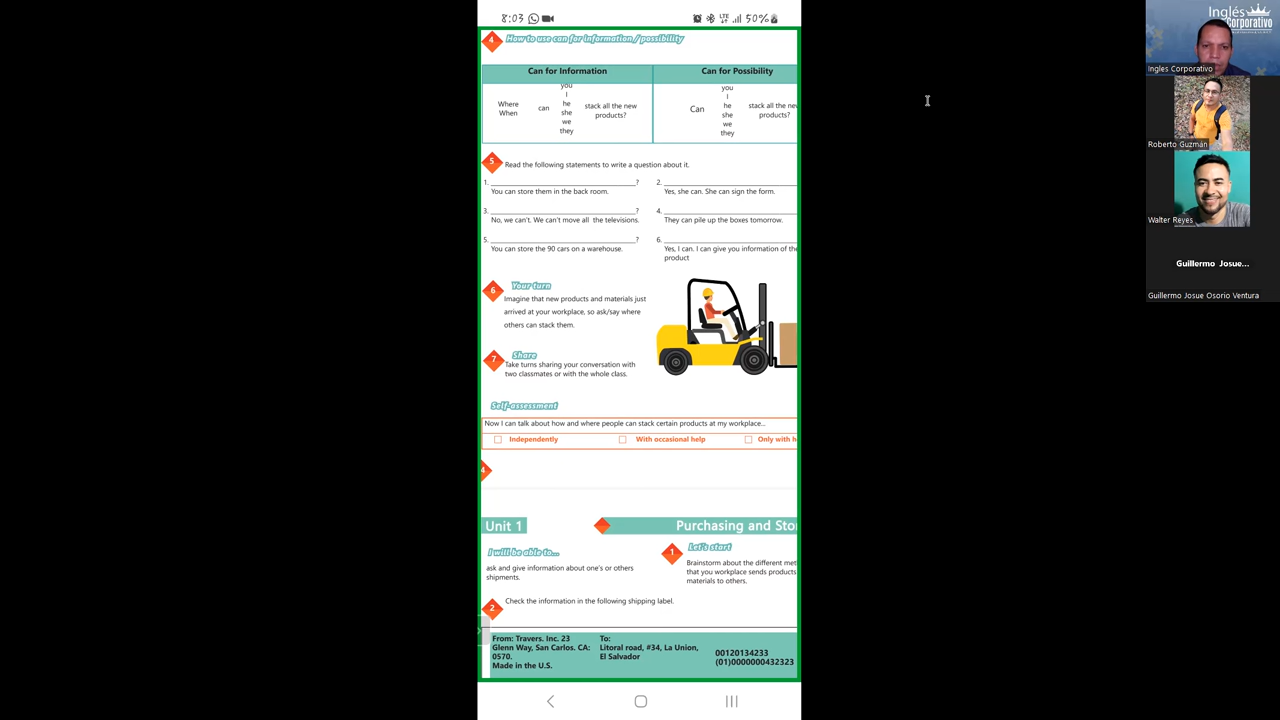 8:03
LTE
50%
4
How to use can for information/possibility
Can for Information
Can for Possibility
Where
When
can
you
I
he
she
we
they
stack all the new
products?
Can
you
I
he
she
we
they
stack all the new
products?
5
Read the following statements to write a question about it.
1. ?
You can store them in the back room.
2.
Yes, she can. She can sign the form.
3. ?
No, we can't. We can't move all the televisions.
4.
They can pile up the boxes tomorrow.
5. ?
You can store the 90 cars on a warehouse.
6.
Yes, I can. I can give you information of the
product
6
Your turn
Imagine that new products and materials just
arrived at your workplace, so ask/say where
others can stack them.
7
Share
Take turns sharing your conversation with
two classmates or with the whole class.
Self-assessment
Now I can talk about how and where people can stack certain products at my workplace...
Independently
With occasional help
Only with h
4
Unit 1
Purchasing and Sto
I will be able to...
ask and give information about one's or others
shipments.
1
Let's start
Brainstorm about the different met
that you workplace sends products
materials to others.
2
Check the information in the following shipping label.
From: Travers. Inc. 23
Glenn Way, San Carlos. CA:
0570.
Made in the U.S.
To:
Litoral road, #34, La Union,
El Salvador
00120134233
(01)0000000432323
Inglés
Corporativo
Ingles Corporativo
Roberto Guzmán
Walter Reyes
Guillermo Josue...
Guillermo Josue Osorio Ventura